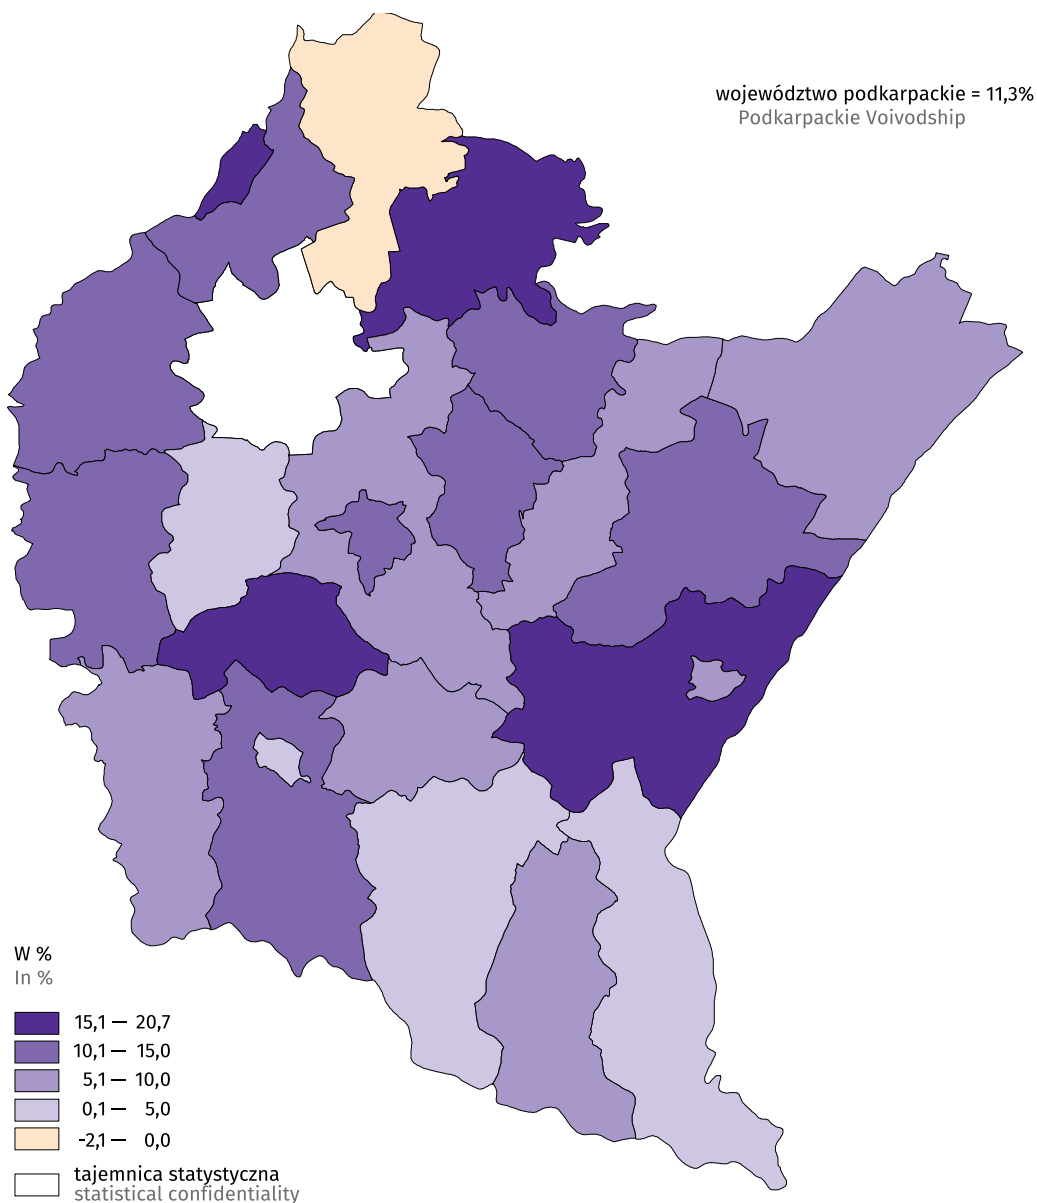 województwo podkarpackie = 11,3%
Podkarpackie Voivodship
W %
In %
15,1 — 20,7
10,1 — 15,0
5,1 — 10,0
0,1 — 5,0
-2,1 — 0,0
tajemnica statystyczna
statistical confidentiality